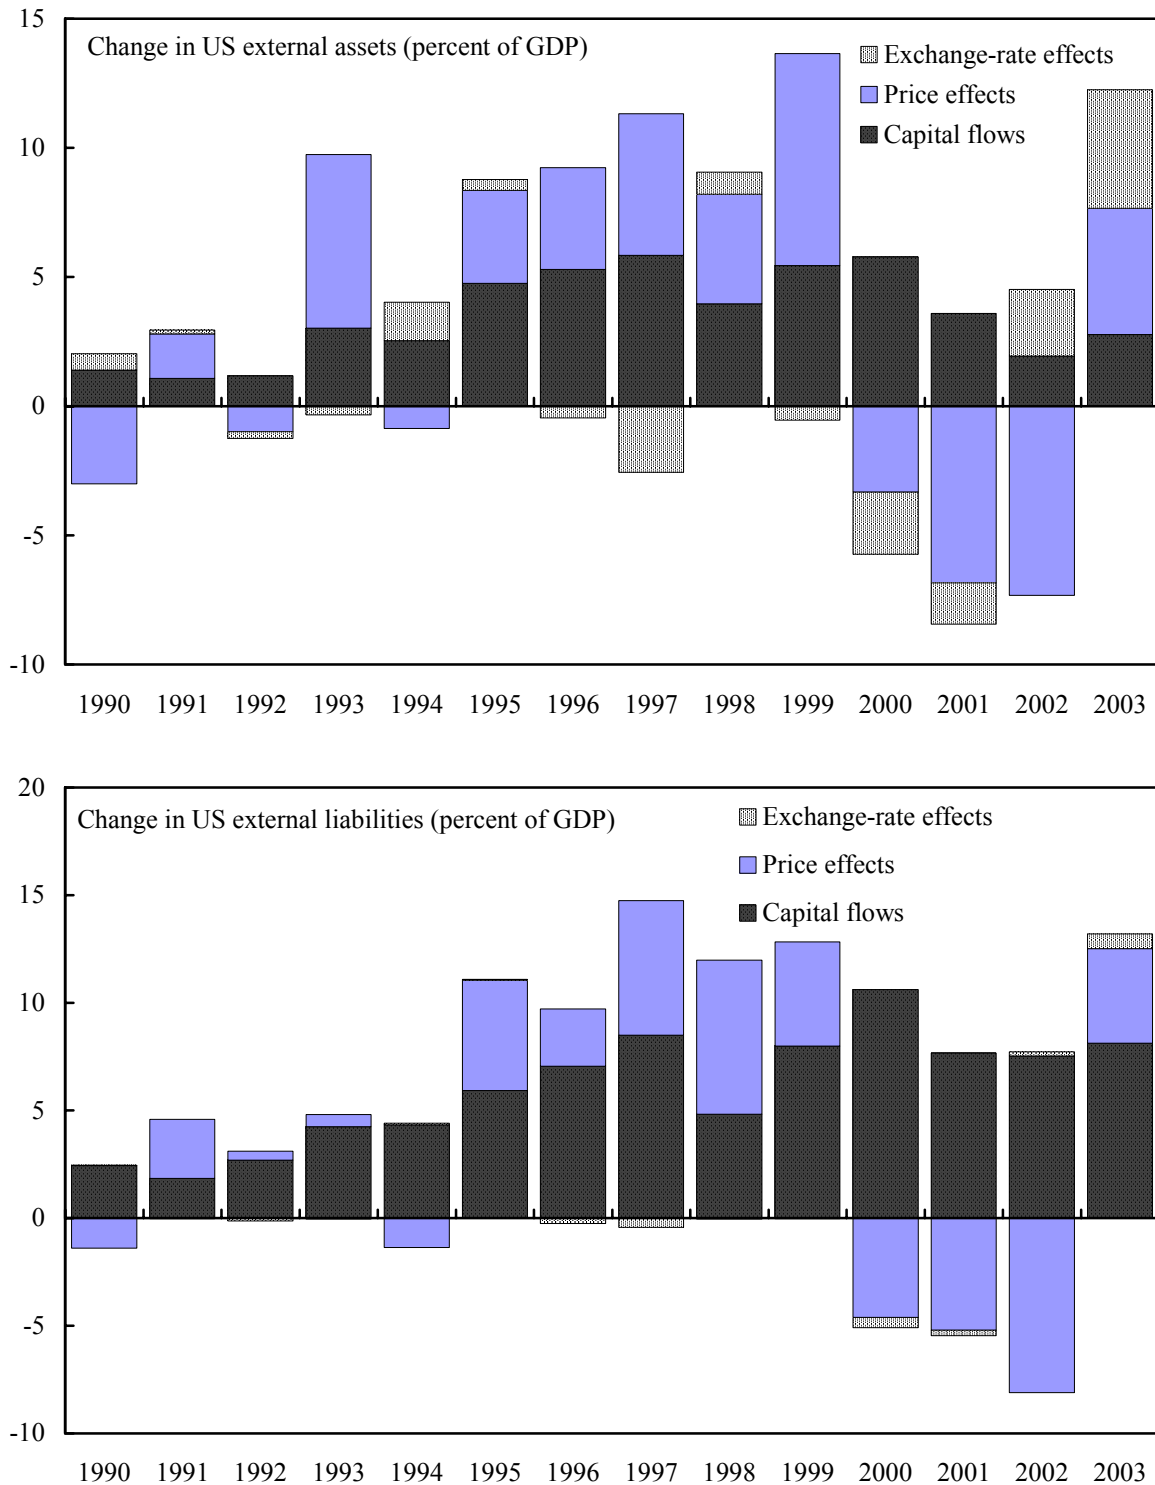 15
Change in US external assets (percent of GDP)
Exchange-rate effects
Price effects
Capital flows
10
5
0
-5
-10
1990 1991 1992 1993 1994 1995 1996 1997 1998 1999 2000 2001 2002 2003
20
Change in US external liabilities (percent of GDP)
Exchange-rate effects
Price effects
Capital flows
15
10
5
0
-5
-10
1990 1991 1992 1993 1994 1995 1996 1997 1998 1999 2000 2001 2002 2003